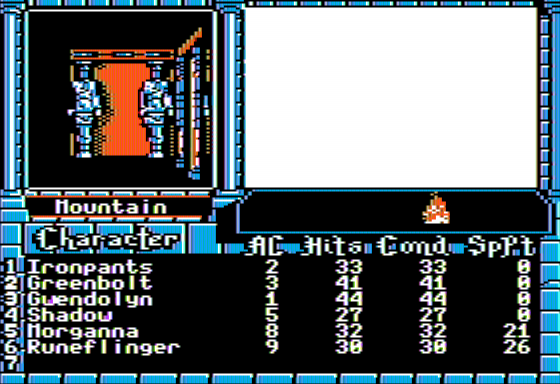 Mountain
Character AC Hits Cond SpPt
1 Ironpants 2 33 33 0
2 Greenbolt 3 41 41 0
3 Gwendolyn 1 44 44 0
4 Shadow 5 27 27 0
5 Morganna 8 32 32 21
6 Runeflinger 9 30 30 26
7